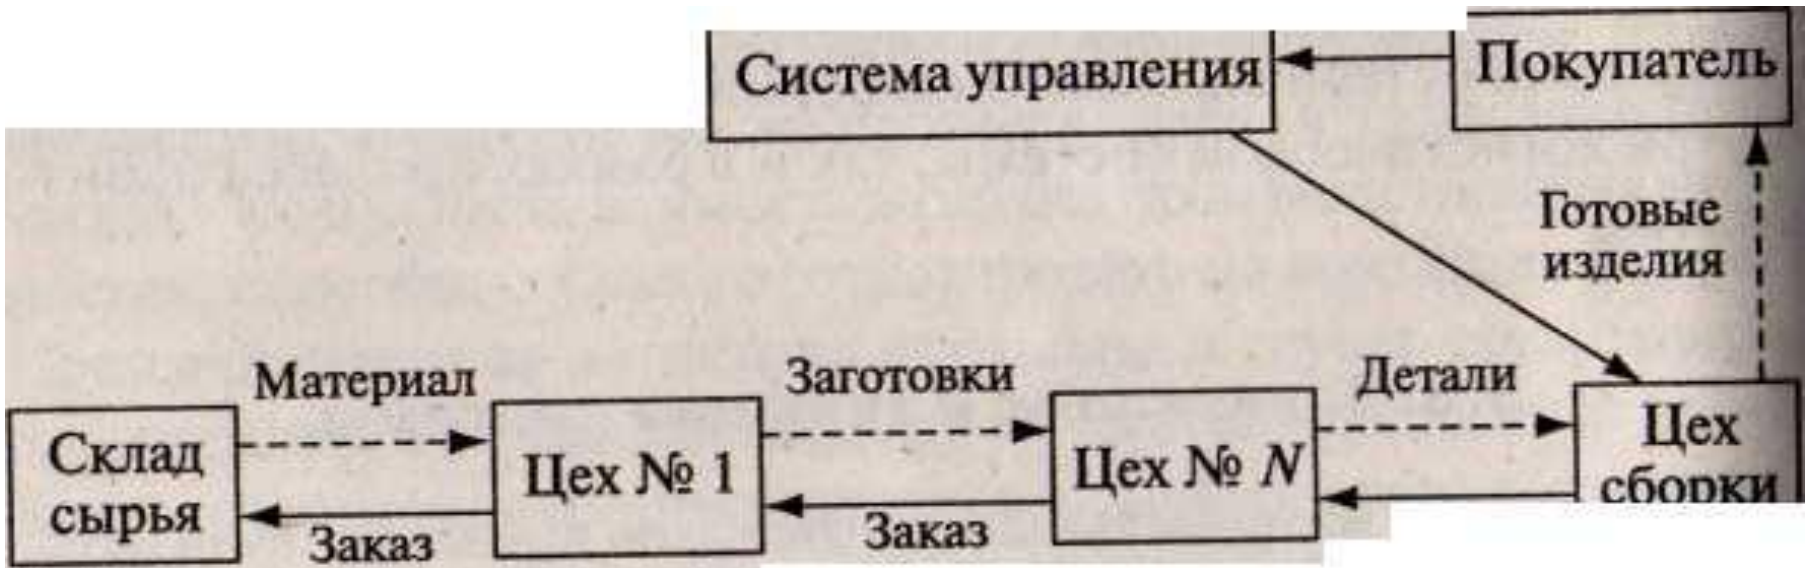 Система управления
Покупатель
Готовые
изделия
Материал
Заготовки
Детали
Склад
сырья
Цех № 1
Цех № N
Цех
сборки
Заказ
Заказ